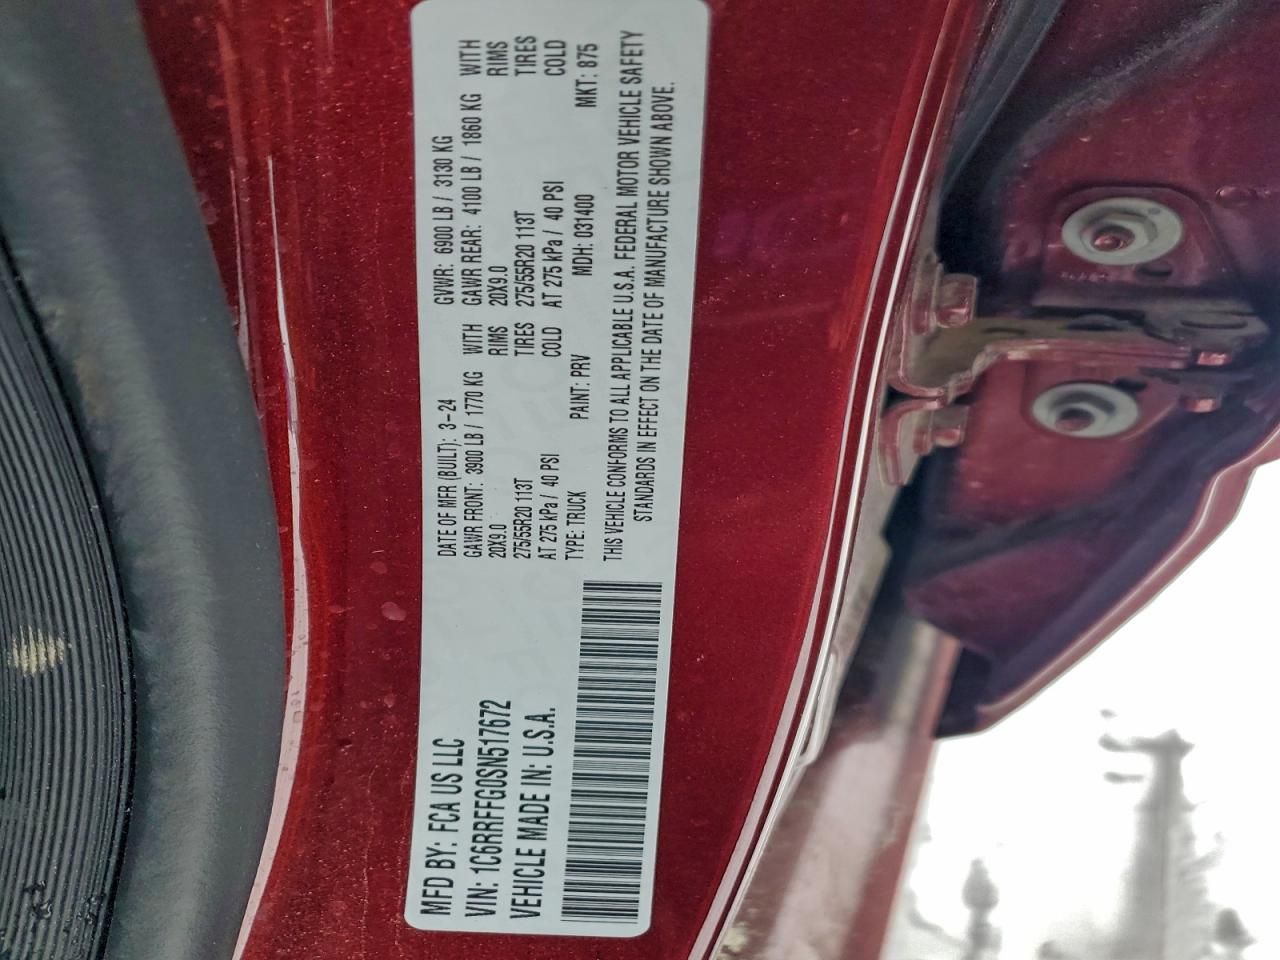 MFD BY: FCA US LLC
VIN: 1C6RRFFG0SN517672
VEHICLE MADE IN: U.S.A.
DATE OF MFR (BUILT): 3-24 GVWR: 6900 LB / 3130 KG
GAWR FRONT: 3900 LB / 1770 KG WITH GAWR REAR: 4100 LB / 1860 KG WITH
20X9.0 RIMS 20X9.0 RIMS
275/55R20 113T TIRES 275/55R20 113T TIRES
AT 275 kPa / 40 PSI COLD AT 275 kPa / 40 PSI COLD
TYPE: TRUCK PAINT: PRV MDH: 031400 MKT: 875
THIS VEHICLE CONFORMS TO ALL APPLICABLE U.S.A. FEDERAL MOTOR VEHICLE SAFETY
STANDARDS IN EFFECT ON THE DATE OF MANUFACTURE SHOWN ABOVE.